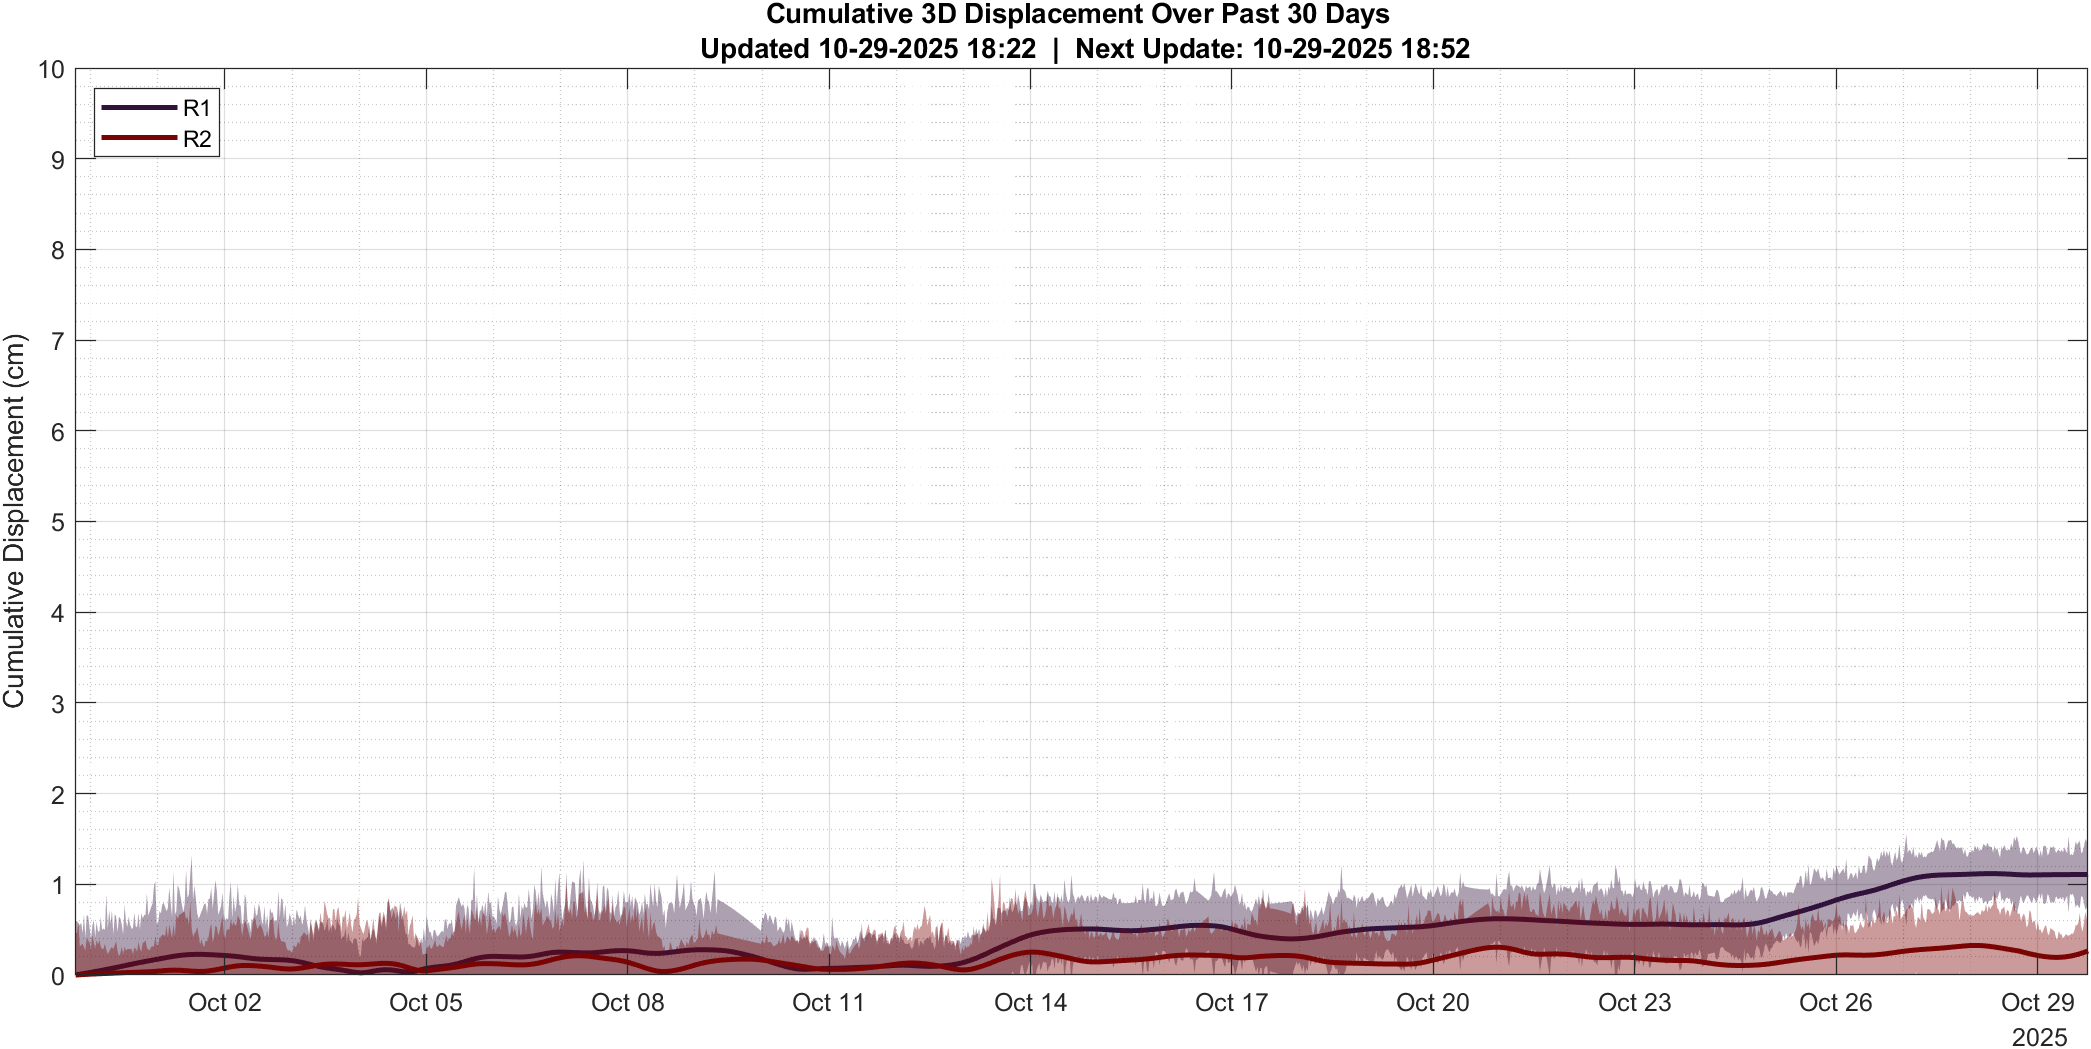 Cumulative 3D Displacement Over Past 30 Days
Updated 10-29-2025 18:22 | Next Update: 10-29-2025 18:52
R1
R2
Cumulative Displacement (cm)
10
9
8
7
6
5
4
3
2
1
0
Oct 02 Oct 05 Oct 08 Oct 11 Oct 14 Oct 17 Oct 20 Oct 23 Oct 26 Oct 29
2025